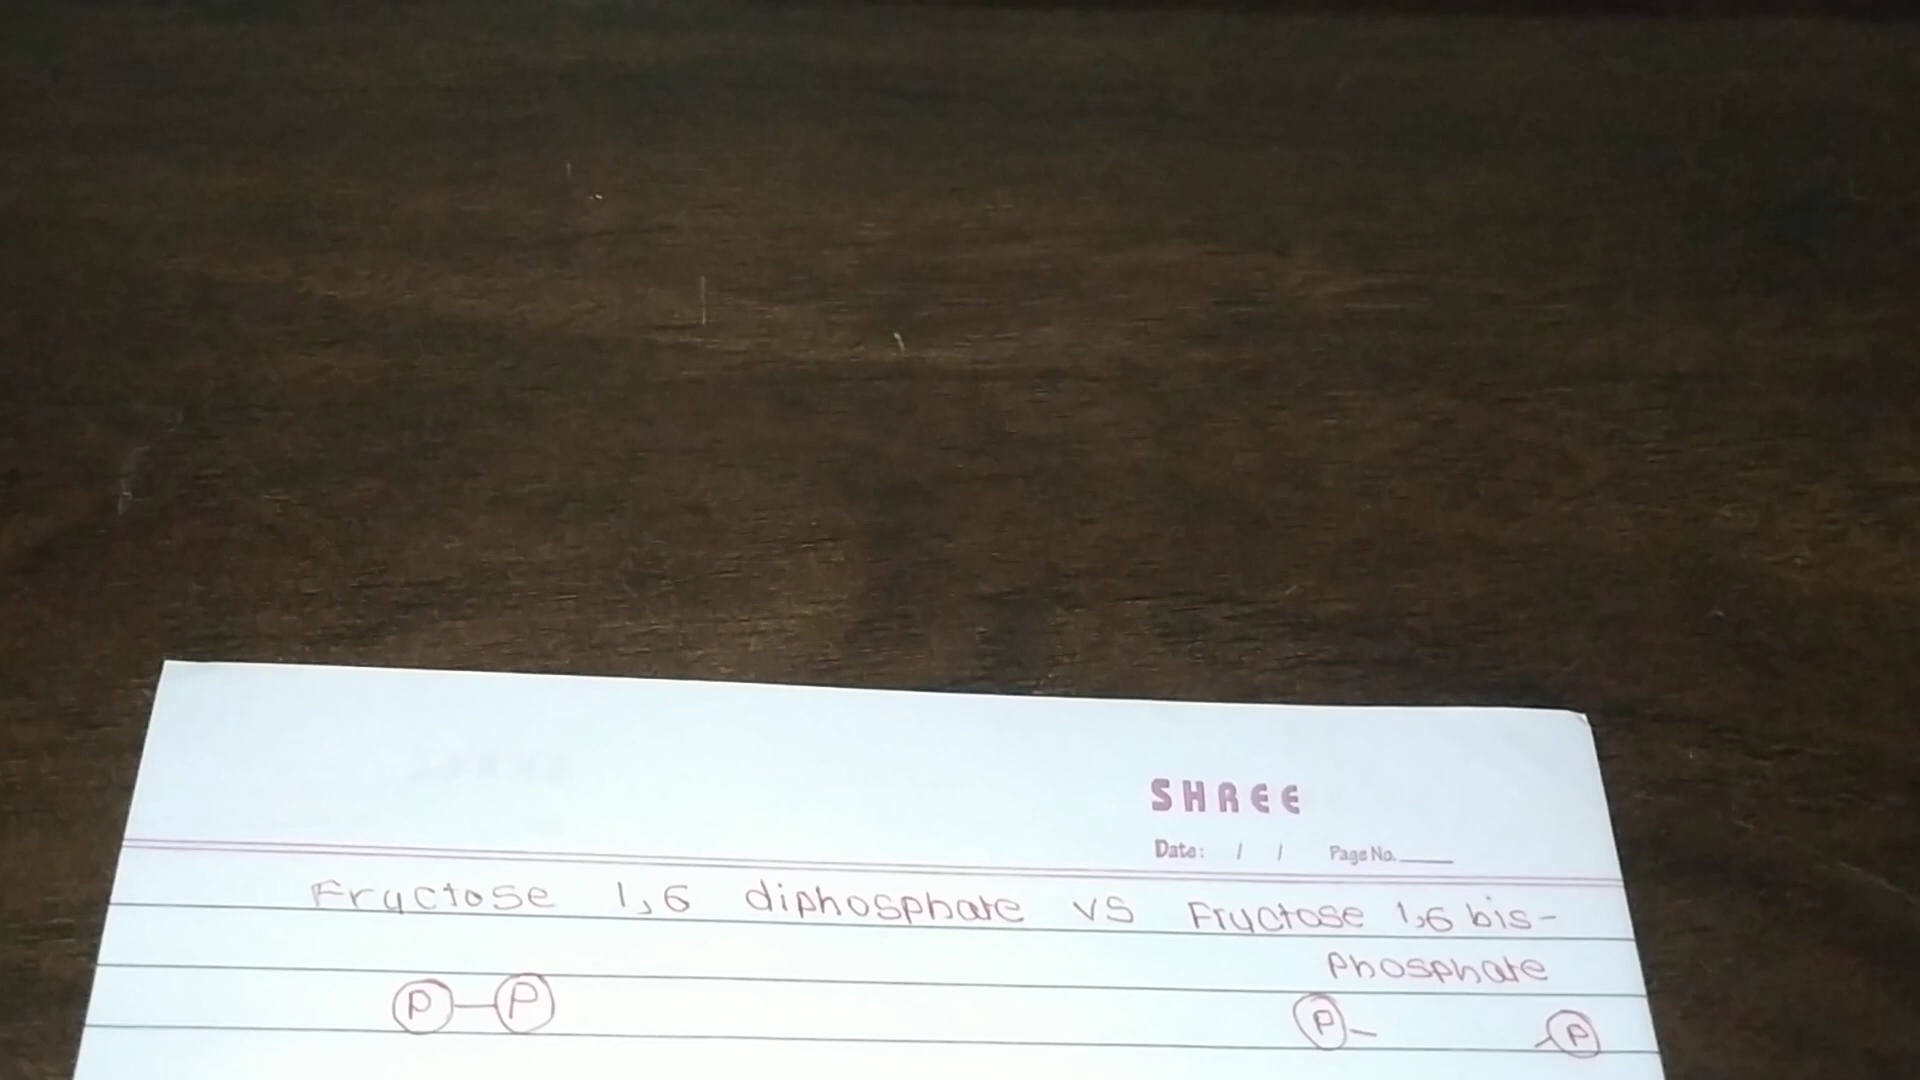 SHREE
Date: / / Page No.
Fructose 1,6 diphosphate vs Fructose 1,6 bis-
Phosphate
P P P P